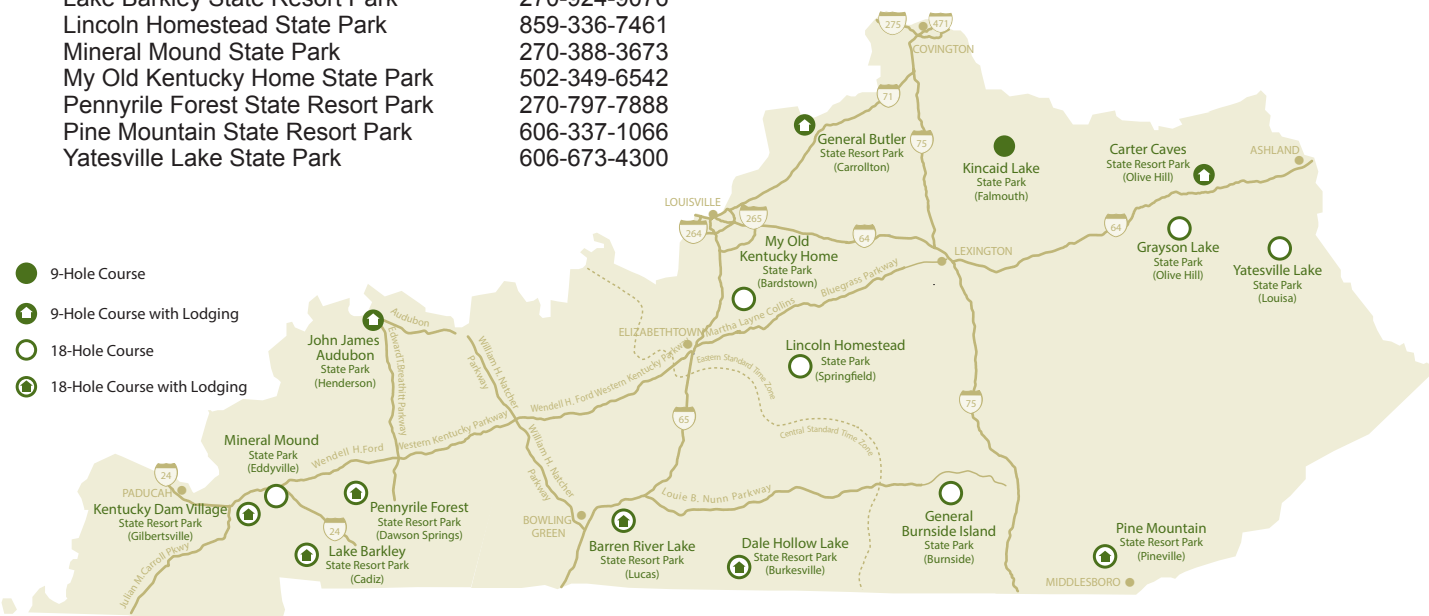 Lake Barkley State Resort Park 270-924-9076
Lincoln Homestead State Park 859-336-7461
Mineral Mound State Park 270-388-3673
My Old Kentucky Home State Park 502-349-6542
Pennyrile Forest State Resort Park 270-797-7888
Pine Mountain State Resort Park 606-337-1066
Yatesville Lake State Park 606-673-4300
9-Hole Course
9-Hole Course with Lodging
18-Hole Course
18-Hole Course with Lodging
275
471
COVINGTON
71
75
General Butler
State Resort Park
(Carrollton)
Kincaid Lake
State Park
(Falmouth)
Carter Caves
State Resort Park
(Olive Hill)
ASHLAND
LOUISVILLE
264
265
64
64
LEXINGTON
My Old
Kentucky Home
State Park
(Bardstown)
Grayson Lake
State Park
(Olive Hill)
Yatesville Lake
State Park
(Louisa)
Martha Layne Collins
Bluegrass Parkway
ELIZABETHTOWN
Audubon
Edward T. Breathitt Parkway
William H. Natcher
Parkway
John James
Audubon
State Park
(Henderson)
Eastern Standard Time Zone
Central Standard Time Zone
Lincoln Homestead
State Park
(Springfield)
75
65
Wendell H. Ford Western Kentucky Parkway
Wendell H.Ford
Western Kentucky Parkway
William H. Natcher
Parkway
Mineral Mound
State Park
(Eddyville)
24
PADUCAH
Kentucky Dam Village
State Resort Park
(Gilbertsville)
Julian M. Carroll Pkwy
24
Pennyrile Forest
State Resort Park
(Dawson Springs)
Lake Barkley
State Resort Park
(Cadiz)
BOWLING
GREEN
Louie B. Nunn Parkway
Barren River Lake
State Resort Park
(Lucas)
Dale Hollow Lake
State Resort Park
(Burkesville)
General
Burnside Island
State Park
(Burnside)
Pine Mountain
State Resort Park
(Pineville)
MIDDLESBORO